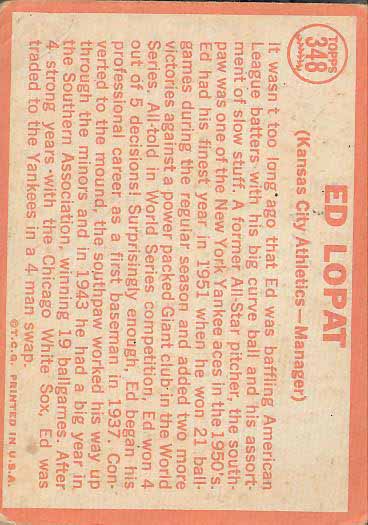 TOPPS
348
ED LOPAT
(Kansas City Athletics—Manager)
It wasn't too long ago that Ed was baffling American
League batters with his big curve ball and his assort-
ment of slow stuff. A former All-Star pitcher, the south-
paw was one of the New York Yankee aces in the 1950's.
Ed had his finest year in 1951 when he won 21 ball-
games during the regular season and added two more
victories against a power packed Giant club in the World
Series. All-told in World Series competition, Ed won 4
out of 5 decisions! Surprisingly enough, Ed began his
professional career as a first baseman in 1937. Con-
verted to the mound, the southpaw worked his way up
through the minors and in 1943 he had a big year in
the Southern Association, winning 19 ballgames. After
4 strong years with the Chicago White Sox, Ed was
traded to the Yankees in a 4-man swap.
©T.C.G. PRINTED IN U.S.A.